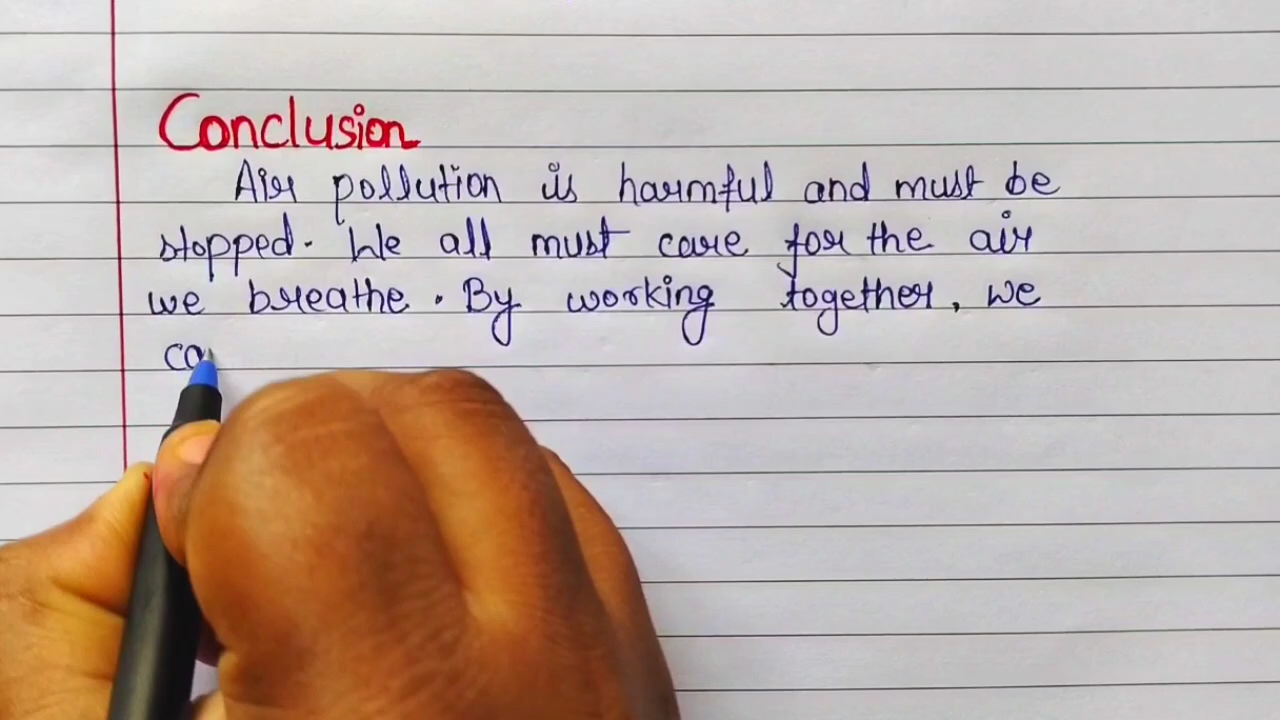 Conclusion
Air pollution is harmful and must be
stopped. We all must care for the air
we breathe. By working together, we
ca